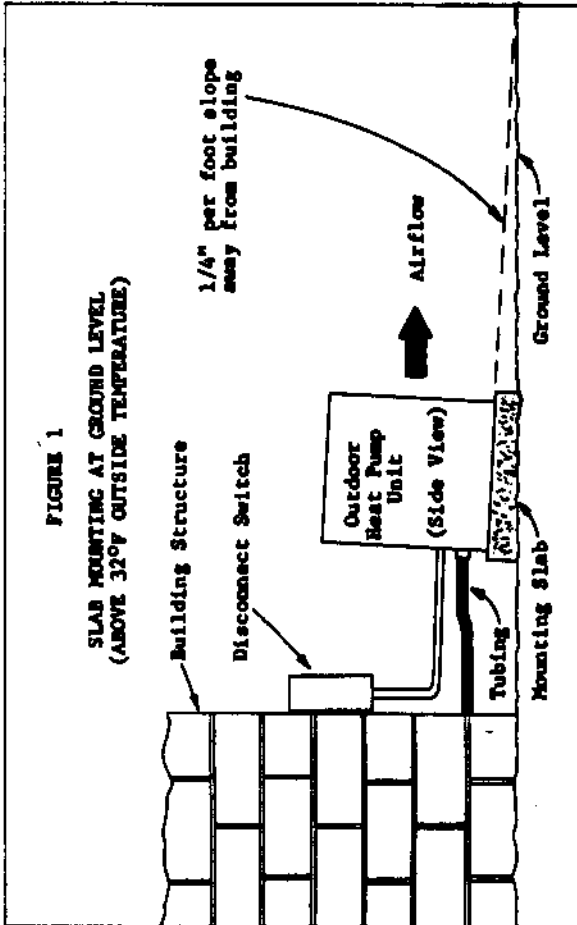 FIGURE 1
SLAB MOUNTING AT GROUND LEVEL
(ABOVE 32°F OUTSIDE TEMPERATURE)
Building Structure
Disconnect Switch
1/4" per foot slope
away from building
Outdoor
Heat Pump
Unit
(Side View)
Airflow
Tubing
Mounting Slab
Ground Level